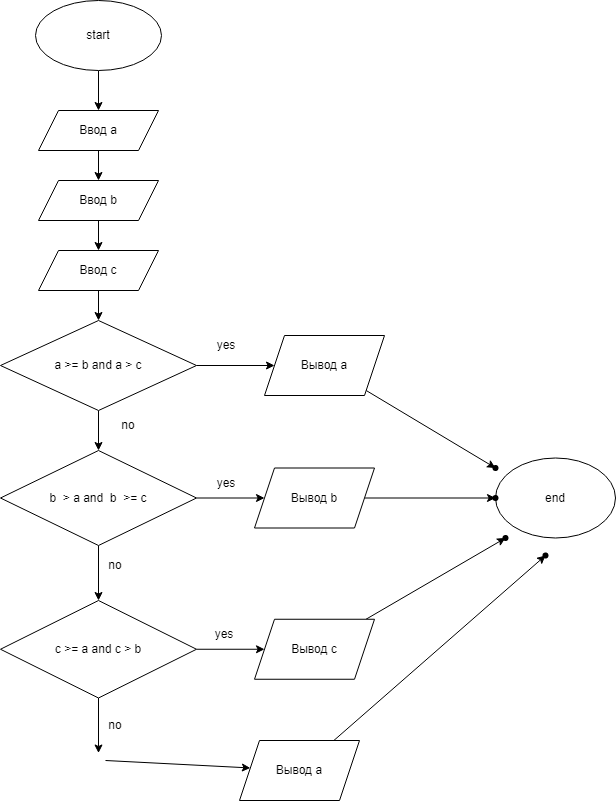 start
Ввод a
Ввод b
Ввод c
a >= b and a > c
yes
Вывод a
no
b > a and b >= c
yes
Вывод b
end
no
c >= a and c > b
yes
Вывод c
no
Вывод a